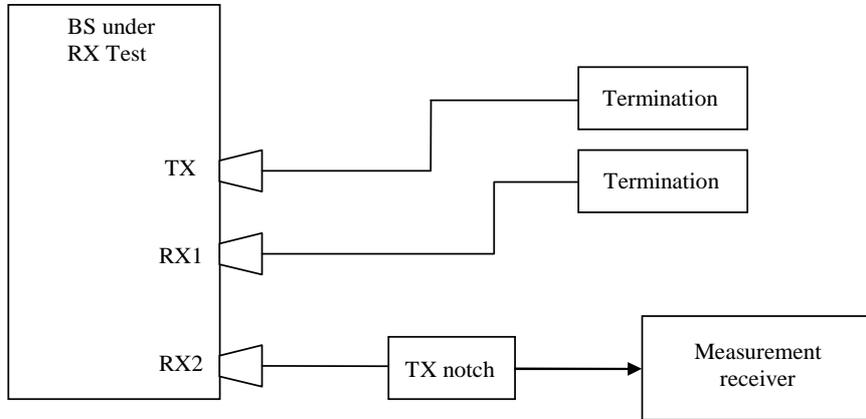 BS under
RX Test
Termination
TX
Termination
RX1
RX2
TX notch
Measurement
receiver